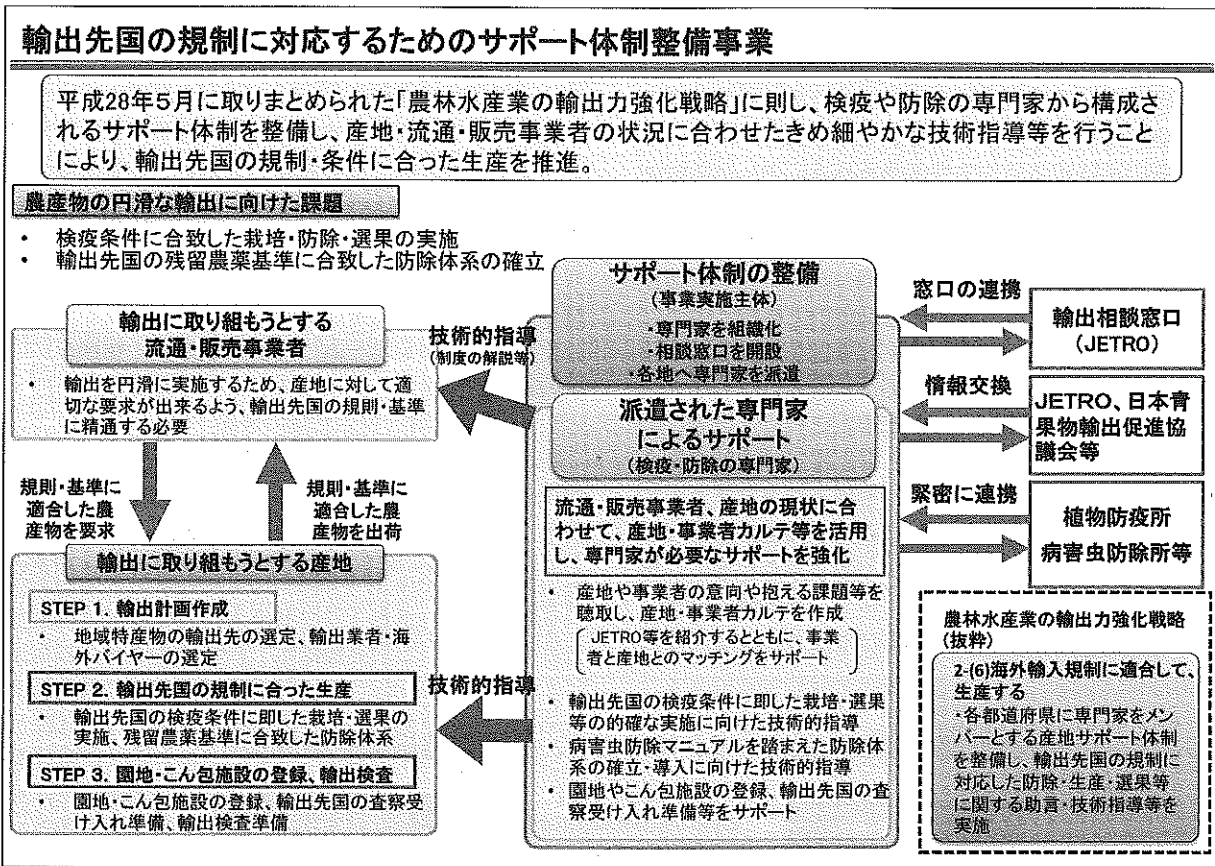 輸出先国の規制に対応するためのサポート体制整備事業
平成28年5月に取りまとめられた「農林水産業の輸出力強化戦略」に則し、検疫や防除の専門家から構成さ
れるサポート体制を整備し、産地・流通・販売事業者の状況に合わせたきめ細やかな技術指導等を行うこと
により、輸出先国の規制・条件に合った生産を推進。
農産物の円滑な輸出に向けた課題
・ 検疫条件に合致した栽培・防除・選果の実施
・ 輸出先国の残留農薬基準に合致した防除体系の確立
輸出に取り組もうとする
流通・販売事業者
・ 輸出を円滑に実施するため、産地に対して適
切な要求が出来るよう、輸出先国の規則・基準
に精通する必要
技術的指導
(制度の解説等)
規則・基準に
適合した農
産物を要求
規則・基準に
適合した農
産物を出荷
輸出に取り組もうとする産地
STEP 1. 輸出計画作成
・ 地域特産物の輸出先の選定、輸出業者・海
外バイヤーの選定
STEP 2. 輸出先国の規制に合った生産
・ 輸出先国の検疫条件に即した栽培・選果の
実施、残留農薬基準に合致した防除体系
STEP 3. 園地・こん包施設の登録、輸出検査
・ 園地・こん包施設の登録、輸出先国の査察受
け入れ準備、輸出検査準備
技術的指導
サポート体制の整備
(事業実施主体)
・専門家を組織化
・相談窓口を開設
・各地へ専門家を派遣
派遣された専門家
によるサポート
(検疫・防除の専門家)
流通・販売事業者、産地の現状に合
わせて、産地・事業者カルテ等を活用
し、専門家が必要なサポートを強化
・ 産地や事業者の意向や抱える課題等を
聴取し、産地・事業者カルテを作成
JETRO等を紹介するとともに、事業
者と産地とのマッチングをサポート
・ 輸出先国の検疫条件に即した栽培・選果
等の的確な実施に向けた技術的指導
・ 病害虫防除マニュアルを踏まえた防除体
系の確立・導入に向けた技術的指導
・ 園地やこん包施設の登録、輸出先国の査
察受け入れ準備等をサポート
窓口の連携
輸出相談窓口
(JETRO)
情報交換
JETRO、日本青
果物輸出促進協
議会等
緊密に連携
植物防疫所
病害虫防除所等
農林水産業の輸出力強化戦略
(抜粋)
2-(6)海外輸入規制に適合して、
生産する
・各都道府県に専門家をメン
バーとする産地サポート体制
を整備し、輸出先国の規制に
対応した防除・生産・選果等
に関する助言・技術指導等を
実施